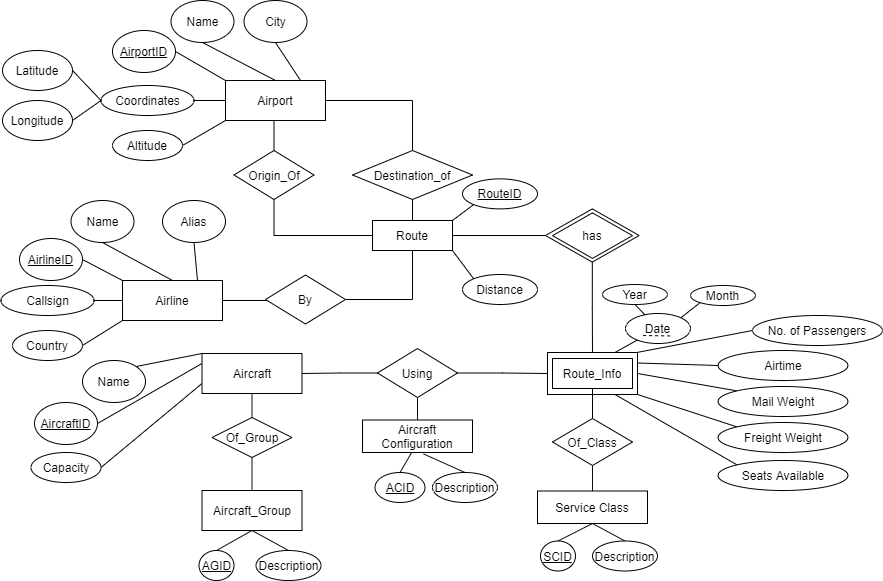 Name
City
AirportID
Latitude
Coordinates
Airport
Longitude
Altitude
Origin_Of
Destination_of
RouteID
Name
Alias
Route
has
AirlineID
Distance
Callsign
Airline
By
Year
Month
Date
No. of Passengers
Country
Airtime
Aircraft
Using
Route_Info
Name
Mail Weight
AircraftID
Of_Group
Aircraft
Configuration
Of_Class
Freight Weight
Capacity
Seats Available
ACID
Description
Aircraft_Group
Service Class
AGID
Description
SCID
Description